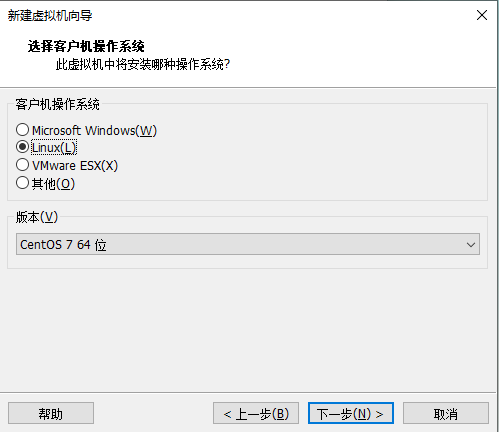 新建虚拟机向导
选择客户机操作系统
此虚拟机中将安装哪种操作系统?
客户机操作系统
Microsoft Windows(W)
Linux(L)
VMware ESX(X)
其他(O)
版本(V)
CentOS 7 64 位
帮助
< 上一步(B)
下一步(N) >
取消